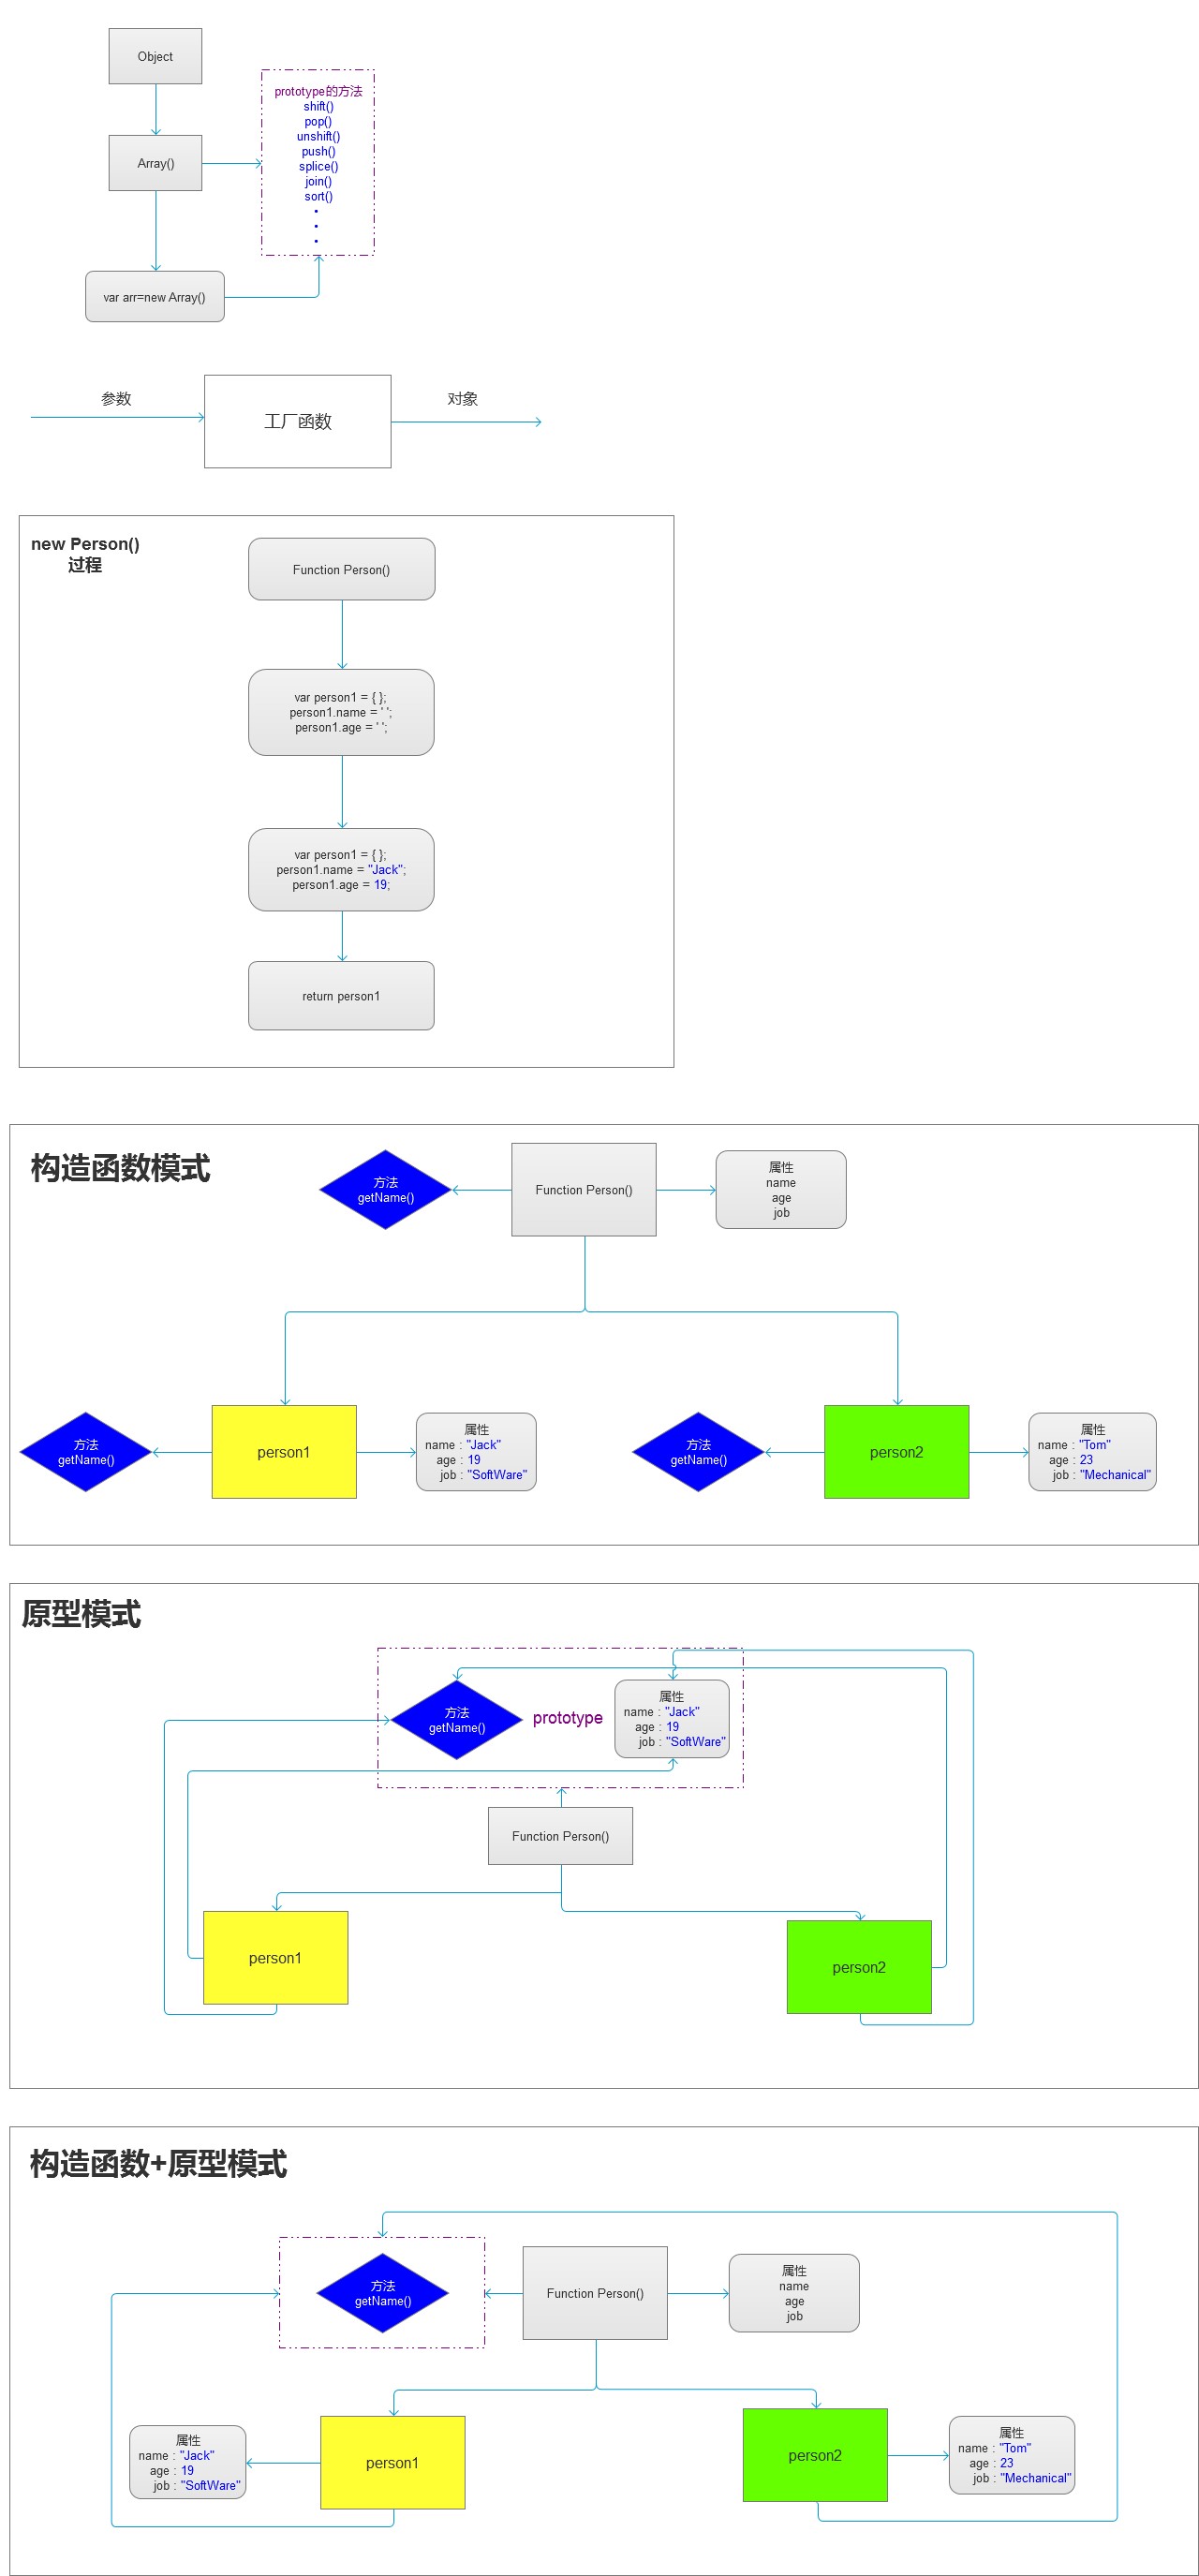 Object
prototype的方法
shift()
pop()
unshift()
push()
splice()
join()
sort()
Array()
var arr=new Array()
参数
工厂函数
对象
new Person()
过程
Function Person()
var person1 = { };
person1.name = ' ';
person1.age = ' ';
var person1 = { };
person1.name = "Jack";
person1.age = 19;
return person1
构造函数模式
方法
getName()
Function Person()
属性
name
age
job
方法
getName()
person1
属性
name : "Jack"
age : 19
job : "SoftWare"
方法
getName()
person2
属性
name : "Tom"
age : 23
job : "Mechanical"
原型模式
方法
getName()
prototype
属性
name : "Jack"
age : 19
job : "SoftWare"
Function Person()
person1
person2
构造函数+原型模式
方法
getName()
Function Person()
属性
name
age
job
属性
name : "Jack"
age : 19
job : "SoftWare"
person1
person2
属性
name : "Tom"
age : 23
job : "Mechanical"